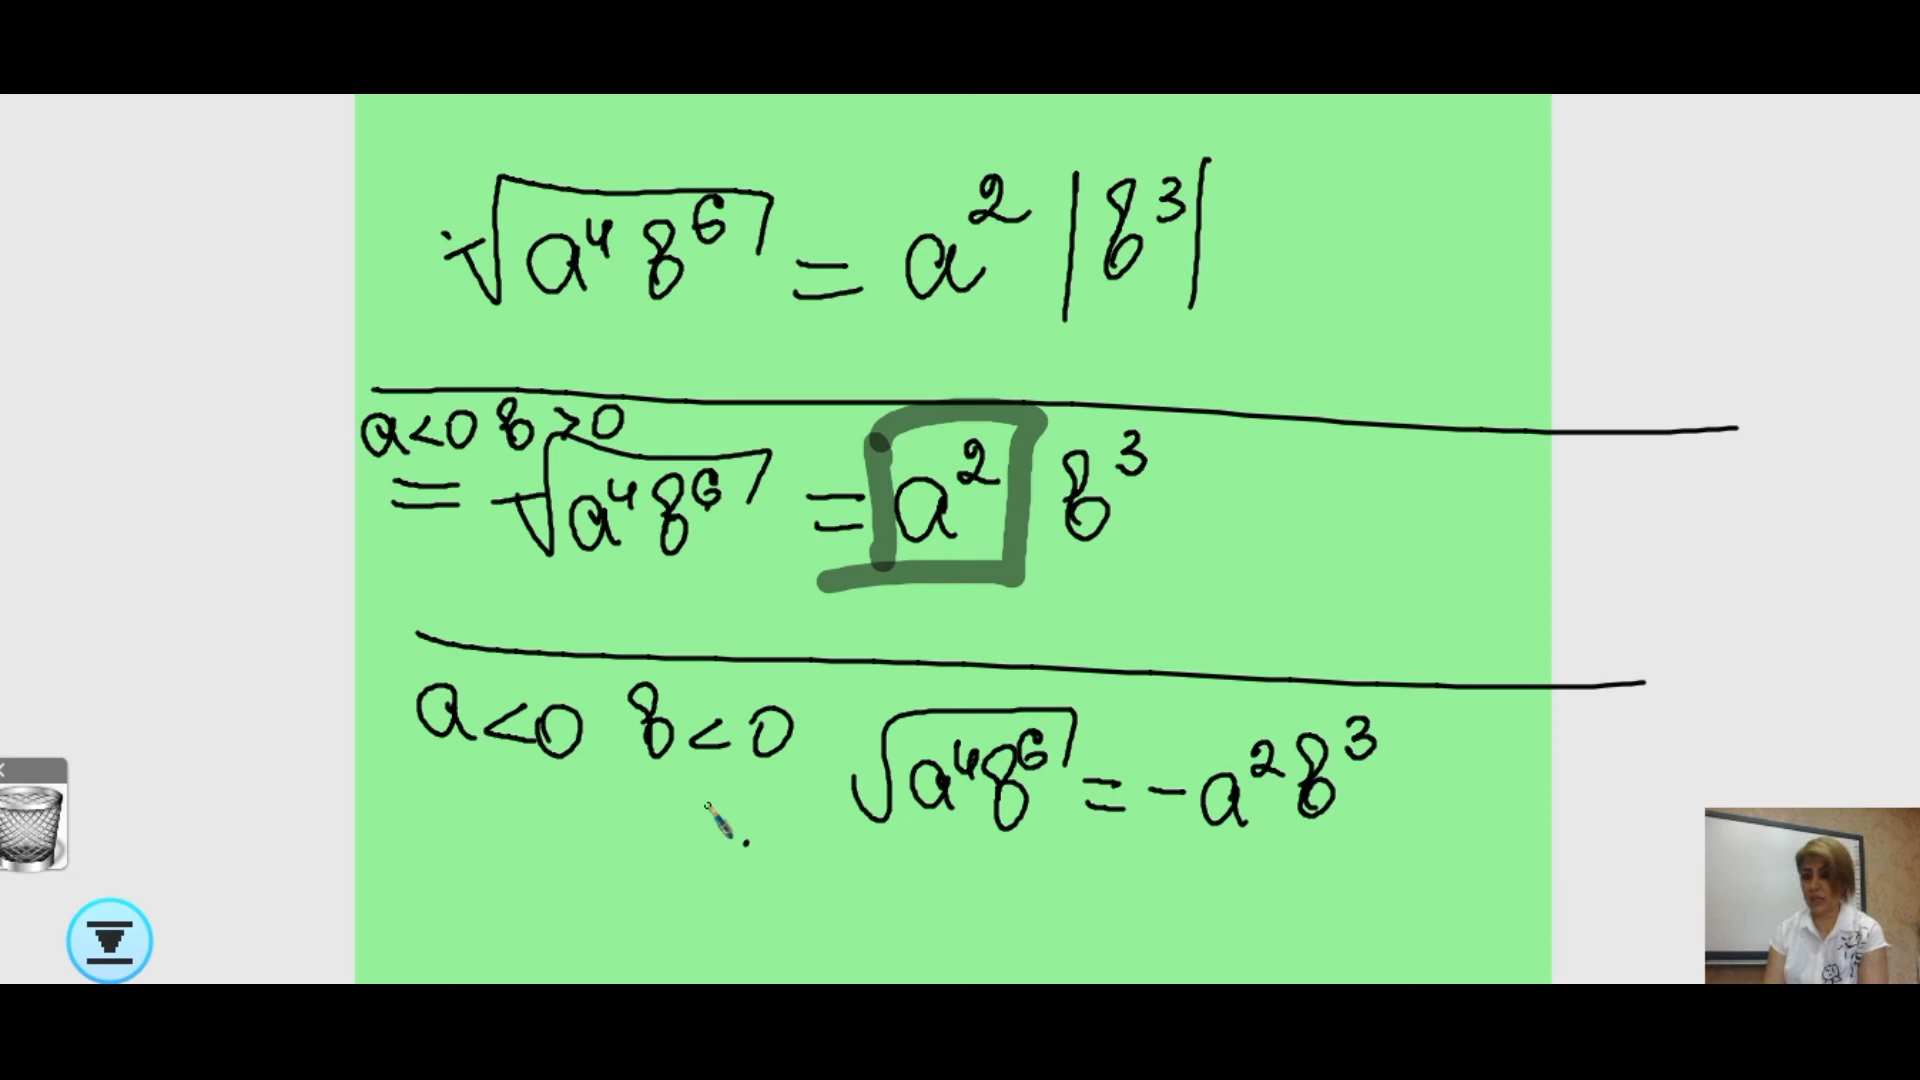 √(a⁴b⁶) = a² |b³|
a<0 b>0
= √(a⁴b⁶) = a² b³
a<0 b<0 √(a⁴b⁶) = -a²b³